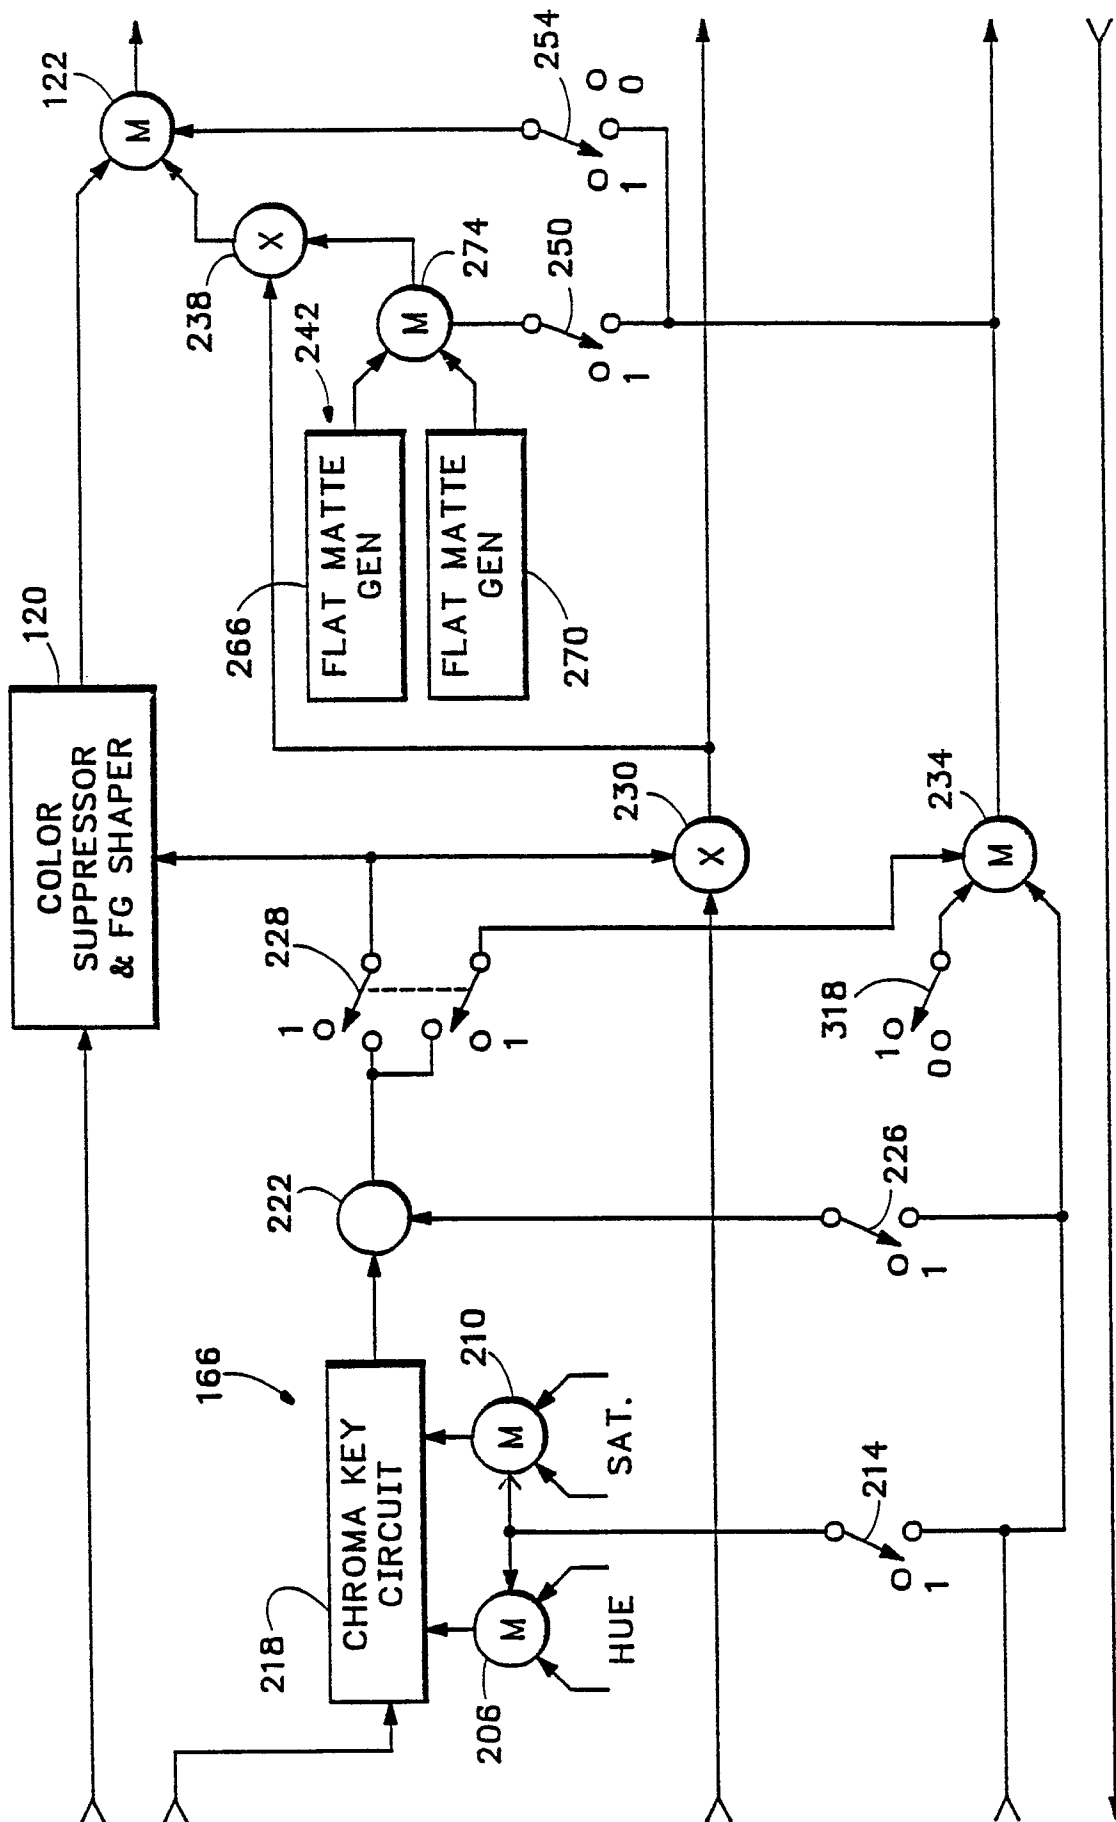 120
COLOR
SUPPRESSOR
& FG SHAPER
122
M
166
218
CHROMA KEY
CIRCUIT
222
228
1
1
238
X
266
242
FLAT MATTE
GEN
FLAT MATTE
GEN
270
274
M
250
1
254
1
0
206
M
HUE
210
M
SAT.
230
X
214
1
226
1
318
1
0
234
M